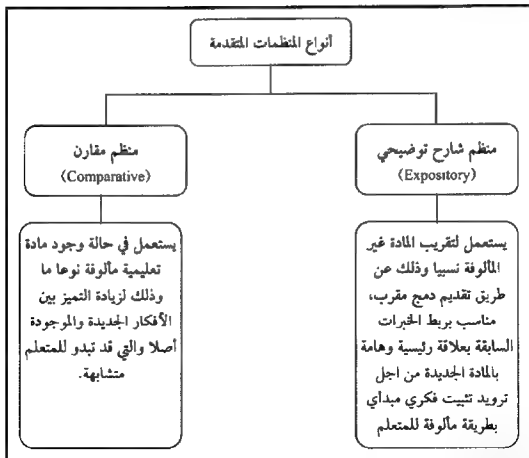 أنواع المنظمات المتقدمة
منظم شارح توضيحي
(Expository)
يستعمل لتقريب المادة غير
المألوفة نسبيا وذلك عن
طريق تقديم دمج مقرب،
مناسب بربط الخبرات
السابقة بعلاقة رئيسية وهامة
بالمادة الجديدة من اجل
ترويد تثبيت فكري مبدأي
بطريقة مألوفة للمتعلم
منظم مقارن
(Comparative)
يستعمل في حالة وجود مادة
تعليمية مألوفة نوعا ما
وذلك لزيادة التميز بين
الأفكار الجديدة والموجودة
أصلا والتي قد تبدو للمتعلم
متشابهة.